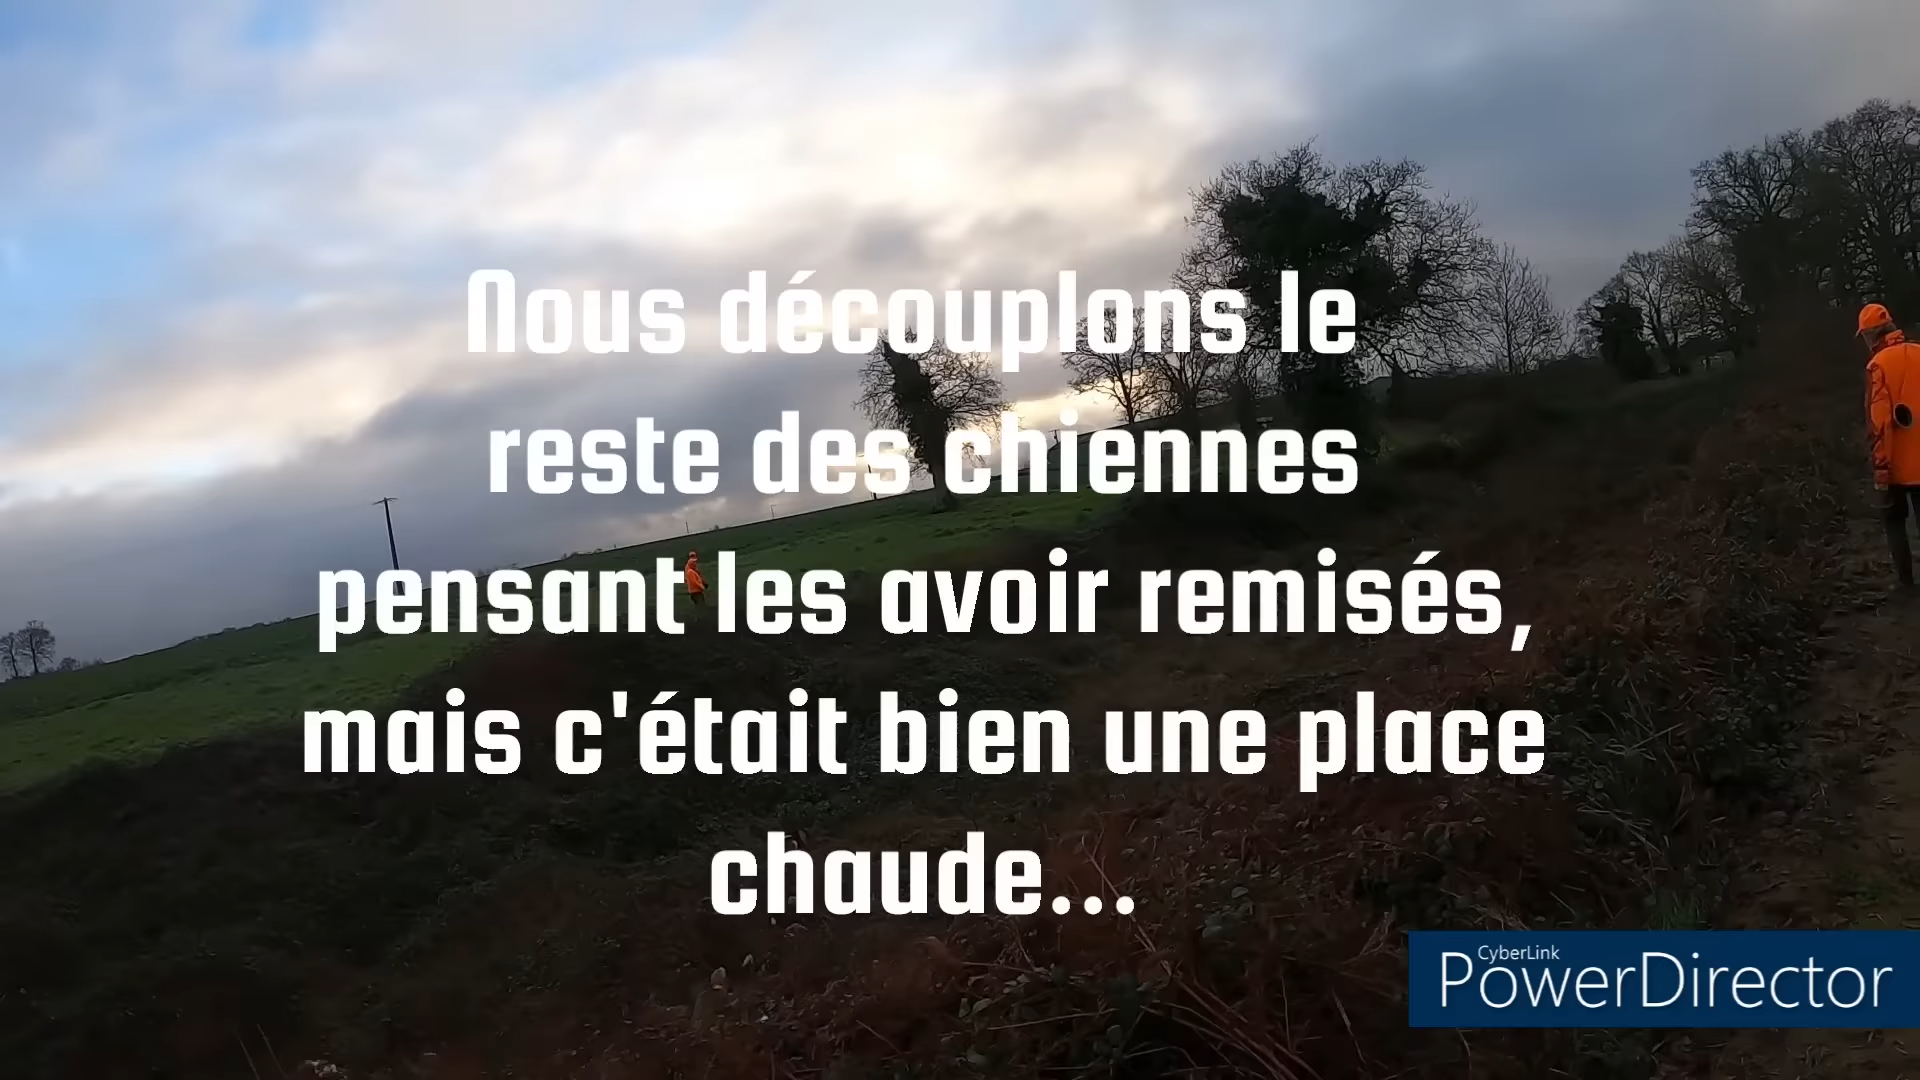 Nous découplons le
reste des chiennes
pensant les avoir remisés,
mais c'était bien une place
chaude...
CyberLink
PowerDirector